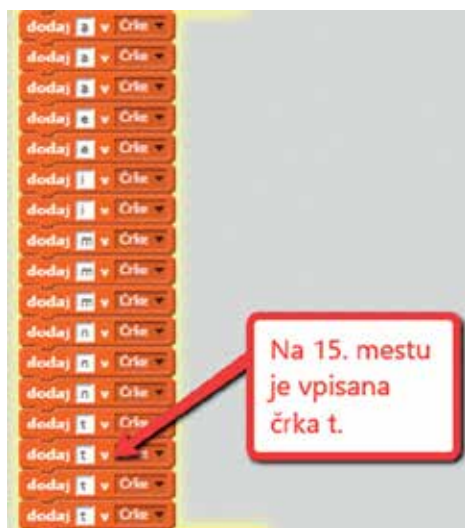 dodaj a v Črke
dodaj a v Črke
dodaj a v Črke
dodaj e v Črke
dodaj e v Črke
dodaj i v Črke
dodaj i v Črke
dodaj m v Črke
dodaj m v Črke
dodaj m v Črke
dodaj n v Črke
dodaj n v Črke
dodaj n v Črke
dodaj t v Črke
dodaj t v
dodaj t v Črke
dodaj t v Črke
Na 15. mestu
je vpisana
črka t.